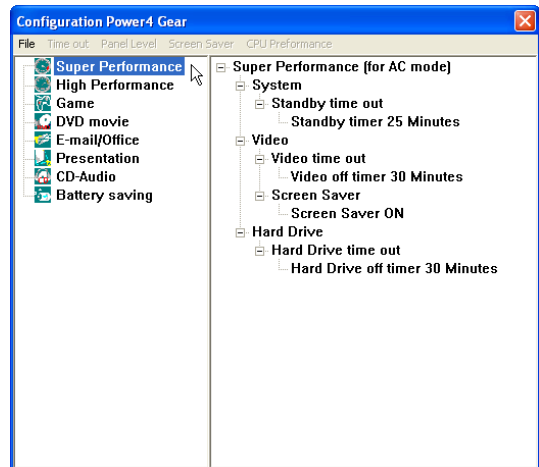 Configuration Power4 Gear
File Time out Panel Level Screen Saver CPU Preformance
Super Performance
High Performance
Game
DVD movie
E-mail/Office
Presentation
CD-Audio
Battery saving
Super Performance (for AC mode)
System
Standby time out
Standby timer 25 Minutes
Video
Video time out
Video off timer 30 Minutes
Screen Saver
Screen Saver ON
Hard Drive
Hard Drive time out
Hard Drive off timer 30 Minutes